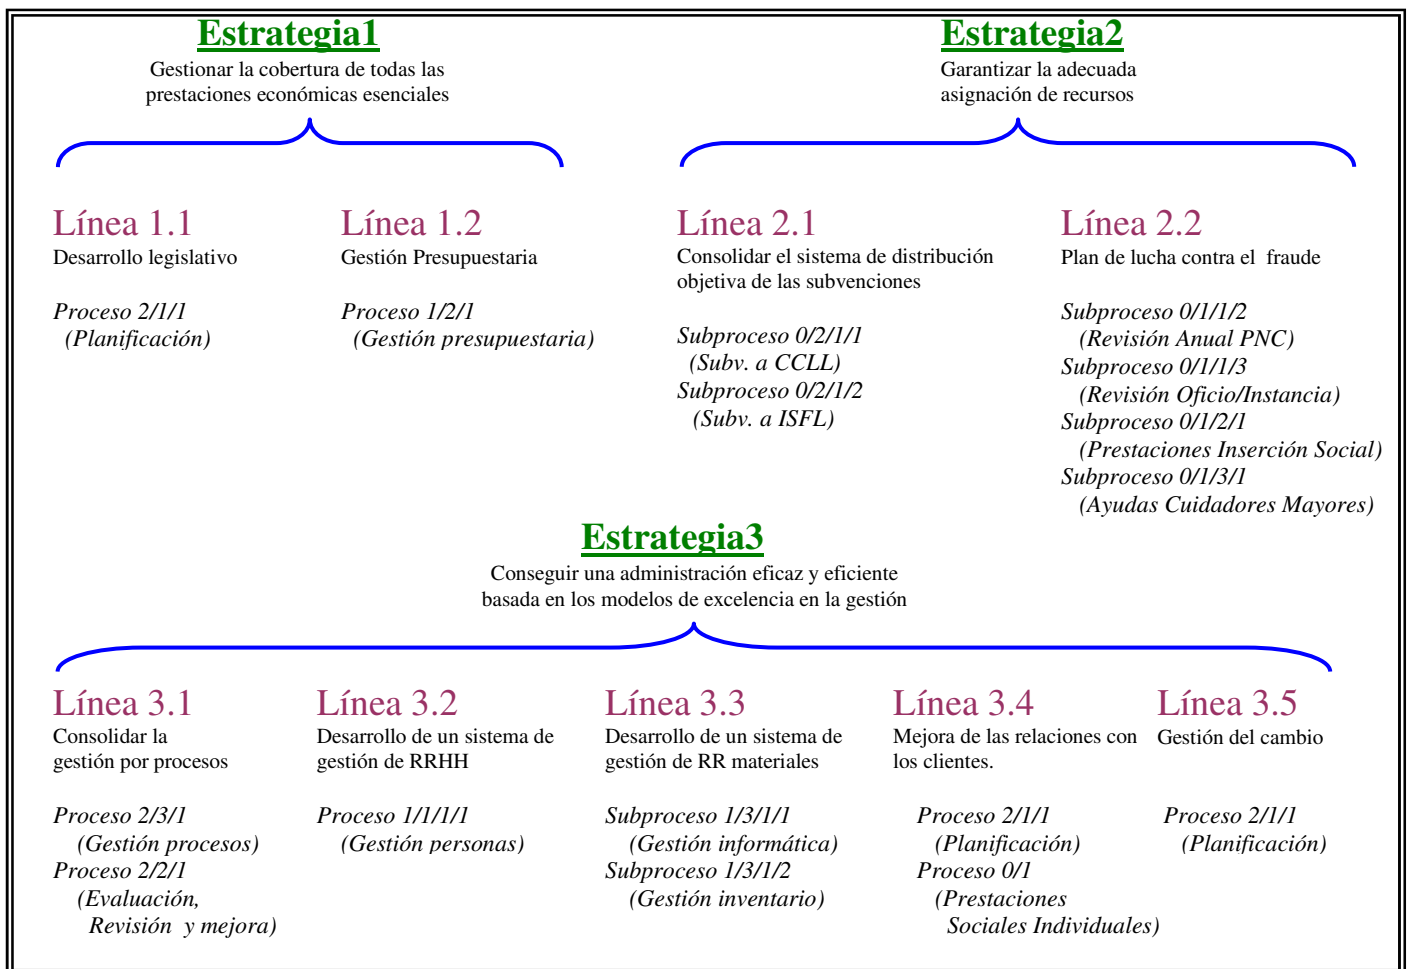 Estrategia1
Gestionar la cobertura de todas las
prestaciones económicas esenciales
Estrategia2
Garantizar la adecuada
asignación de recursos
Línea 1.1
Desarrollo legislativo
Proceso 2/1/1
(Planificación)
Línea 1.2
Gestión Presupuestaria
Proceso 1/2/1
(Gestión presupuestaria)
Línea 2.1
Consolidar el sistema de distribución
objetiva de las subvenciones
Subproceso 0/2/1/1
(Subv. a CCLL)
Subproceso 0/2/1/2
(Subv. a ISFL)
Línea 2.2
Plan de lucha contra el fraude
Subproceso 0/1/1/2
(Revisión Anual PNC)
Subproceso 0/1/1/3
(Revisión Oficio/Instancia)
Subproceso 0/1/2/1
(Prestaciones Inserción Social)
Subproceso 0/1/3/1
(Ayudas Cuidadores Mayores)
Estrategia3
Conseguir una administración eficaz y eficiente
basada en los modelos de excelencia en la gestión
Línea 3.1
Consolidar la
gestión por procesos
Proceso 2/3/1
(Gestión procesos)
Proceso 2/2/1
(Evaluación,
Revisión y mejora)
Línea 3.2
Desarrollo de un sistema de
gestión de RRHH
Proceso 1/1/1/1
(Gestión personas)
Línea 3.3
Desarrollo de un sistema de
gestión de RR materiales
Subproceso 1/3/1/1
(Gestión informática)
Subproceso 1/3/1/2
(Gestión inventario)
Línea 3.4
Mejora de las relaciones con
los clientes.
Proceso 2/1/1
(Planificación)
Proceso 0/1
(Prestaciones
Sociales Individuales)
Línea 3.5
Gestión del cambio
Proceso 2/1/1
(Planificación)